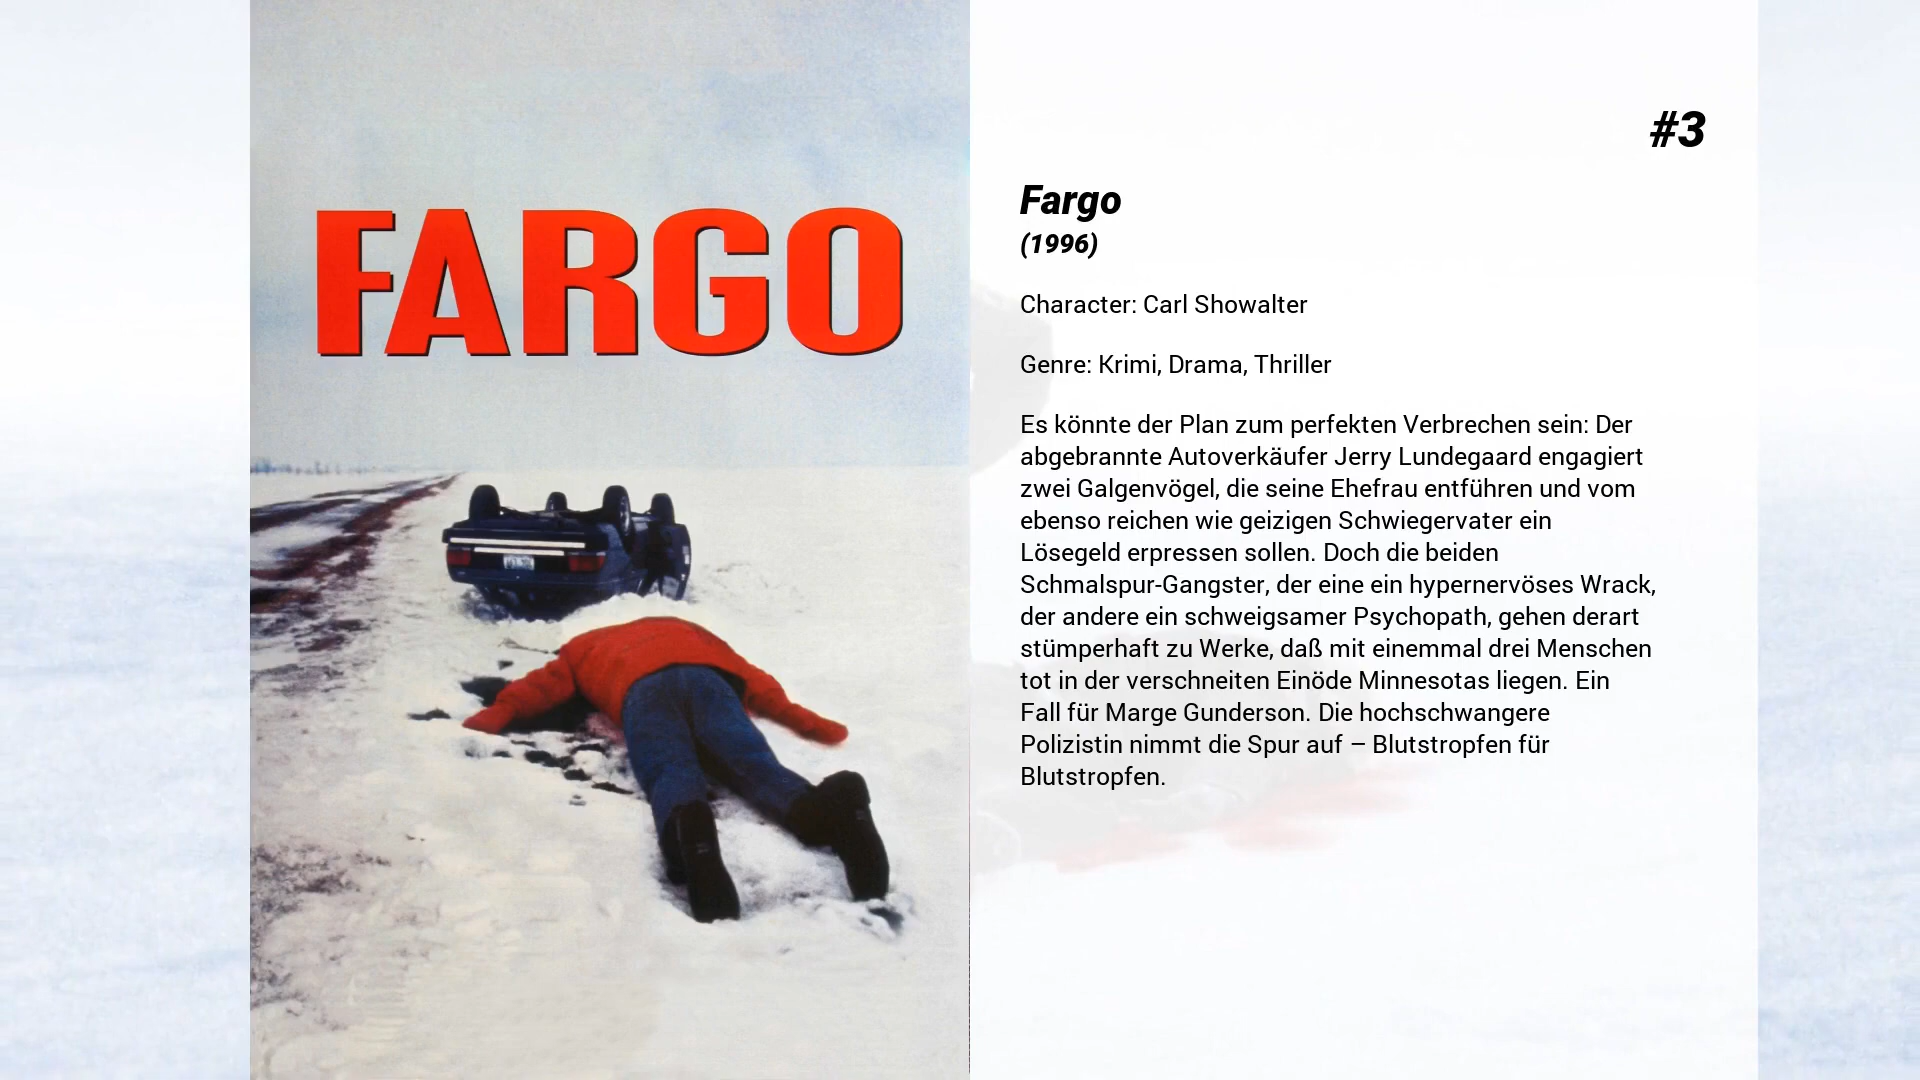 FARGO
#3
Fargo
(1996)
Character: Carl Showalter
Genre: Krimi, Drama, Thriller
Es könnte der Plan zum perfekten Verbrechen sein: Der
abgebrannte Autoverkäufer Jerry Lundegaard engagiert
zwei Galgenvögel, die seine Ehefrau entführen und vom
ebenso reichen wie geizigen Schwiegervater ein
Lösegeld erpressen sollen. Doch die beiden
Schmalspur-Gangster, der eine ein hypernervöses Wrack,
der andere ein schweigsamer Psychopath, gehen derart
stümperhaft zu Werke, daß mit einemmal drei Menschen
tot in der verschneiten Einöde Minnesotas liegen. Ein
Fall für Marge Gunderson. Die hochschwangere
Polizistin nimmt die Spur auf – Blutstropfen für
Blutstropfen.